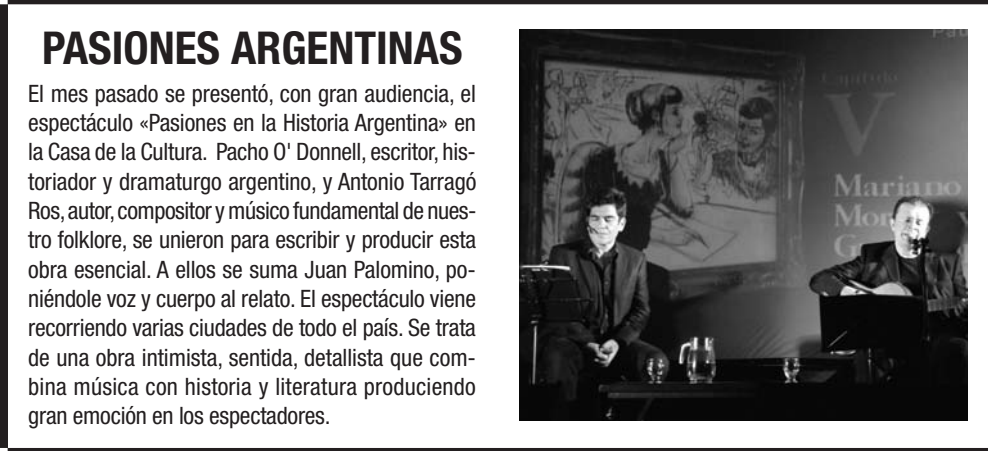 PASIONES ARGENTINAS
El mes pasado se presentó, con gran audiencia, el
espectáculo «Pasiones en la Historia Argentina» en
la Casa de la Cultura.  Pacho O' Donnell, escritor, his-
toriador y dramaturgo argentino, y Antonio Tarragó
Ros, autor, compositor y músico fundamental de nues-
tro folklore, se unieron para escribir y producir esta
obra esencial. A ellos se suma Juan Palomino, po-
niéndole voz y cuerpo al relato. El espectáculo viene
recorriendo varias ciudades de todo el país. Se trata
de una obra intimista, sentida, detallista que com-
bina música con historia y literatura produciendo
gran emoción en los espectadores.
Capítulo
V
Mariano